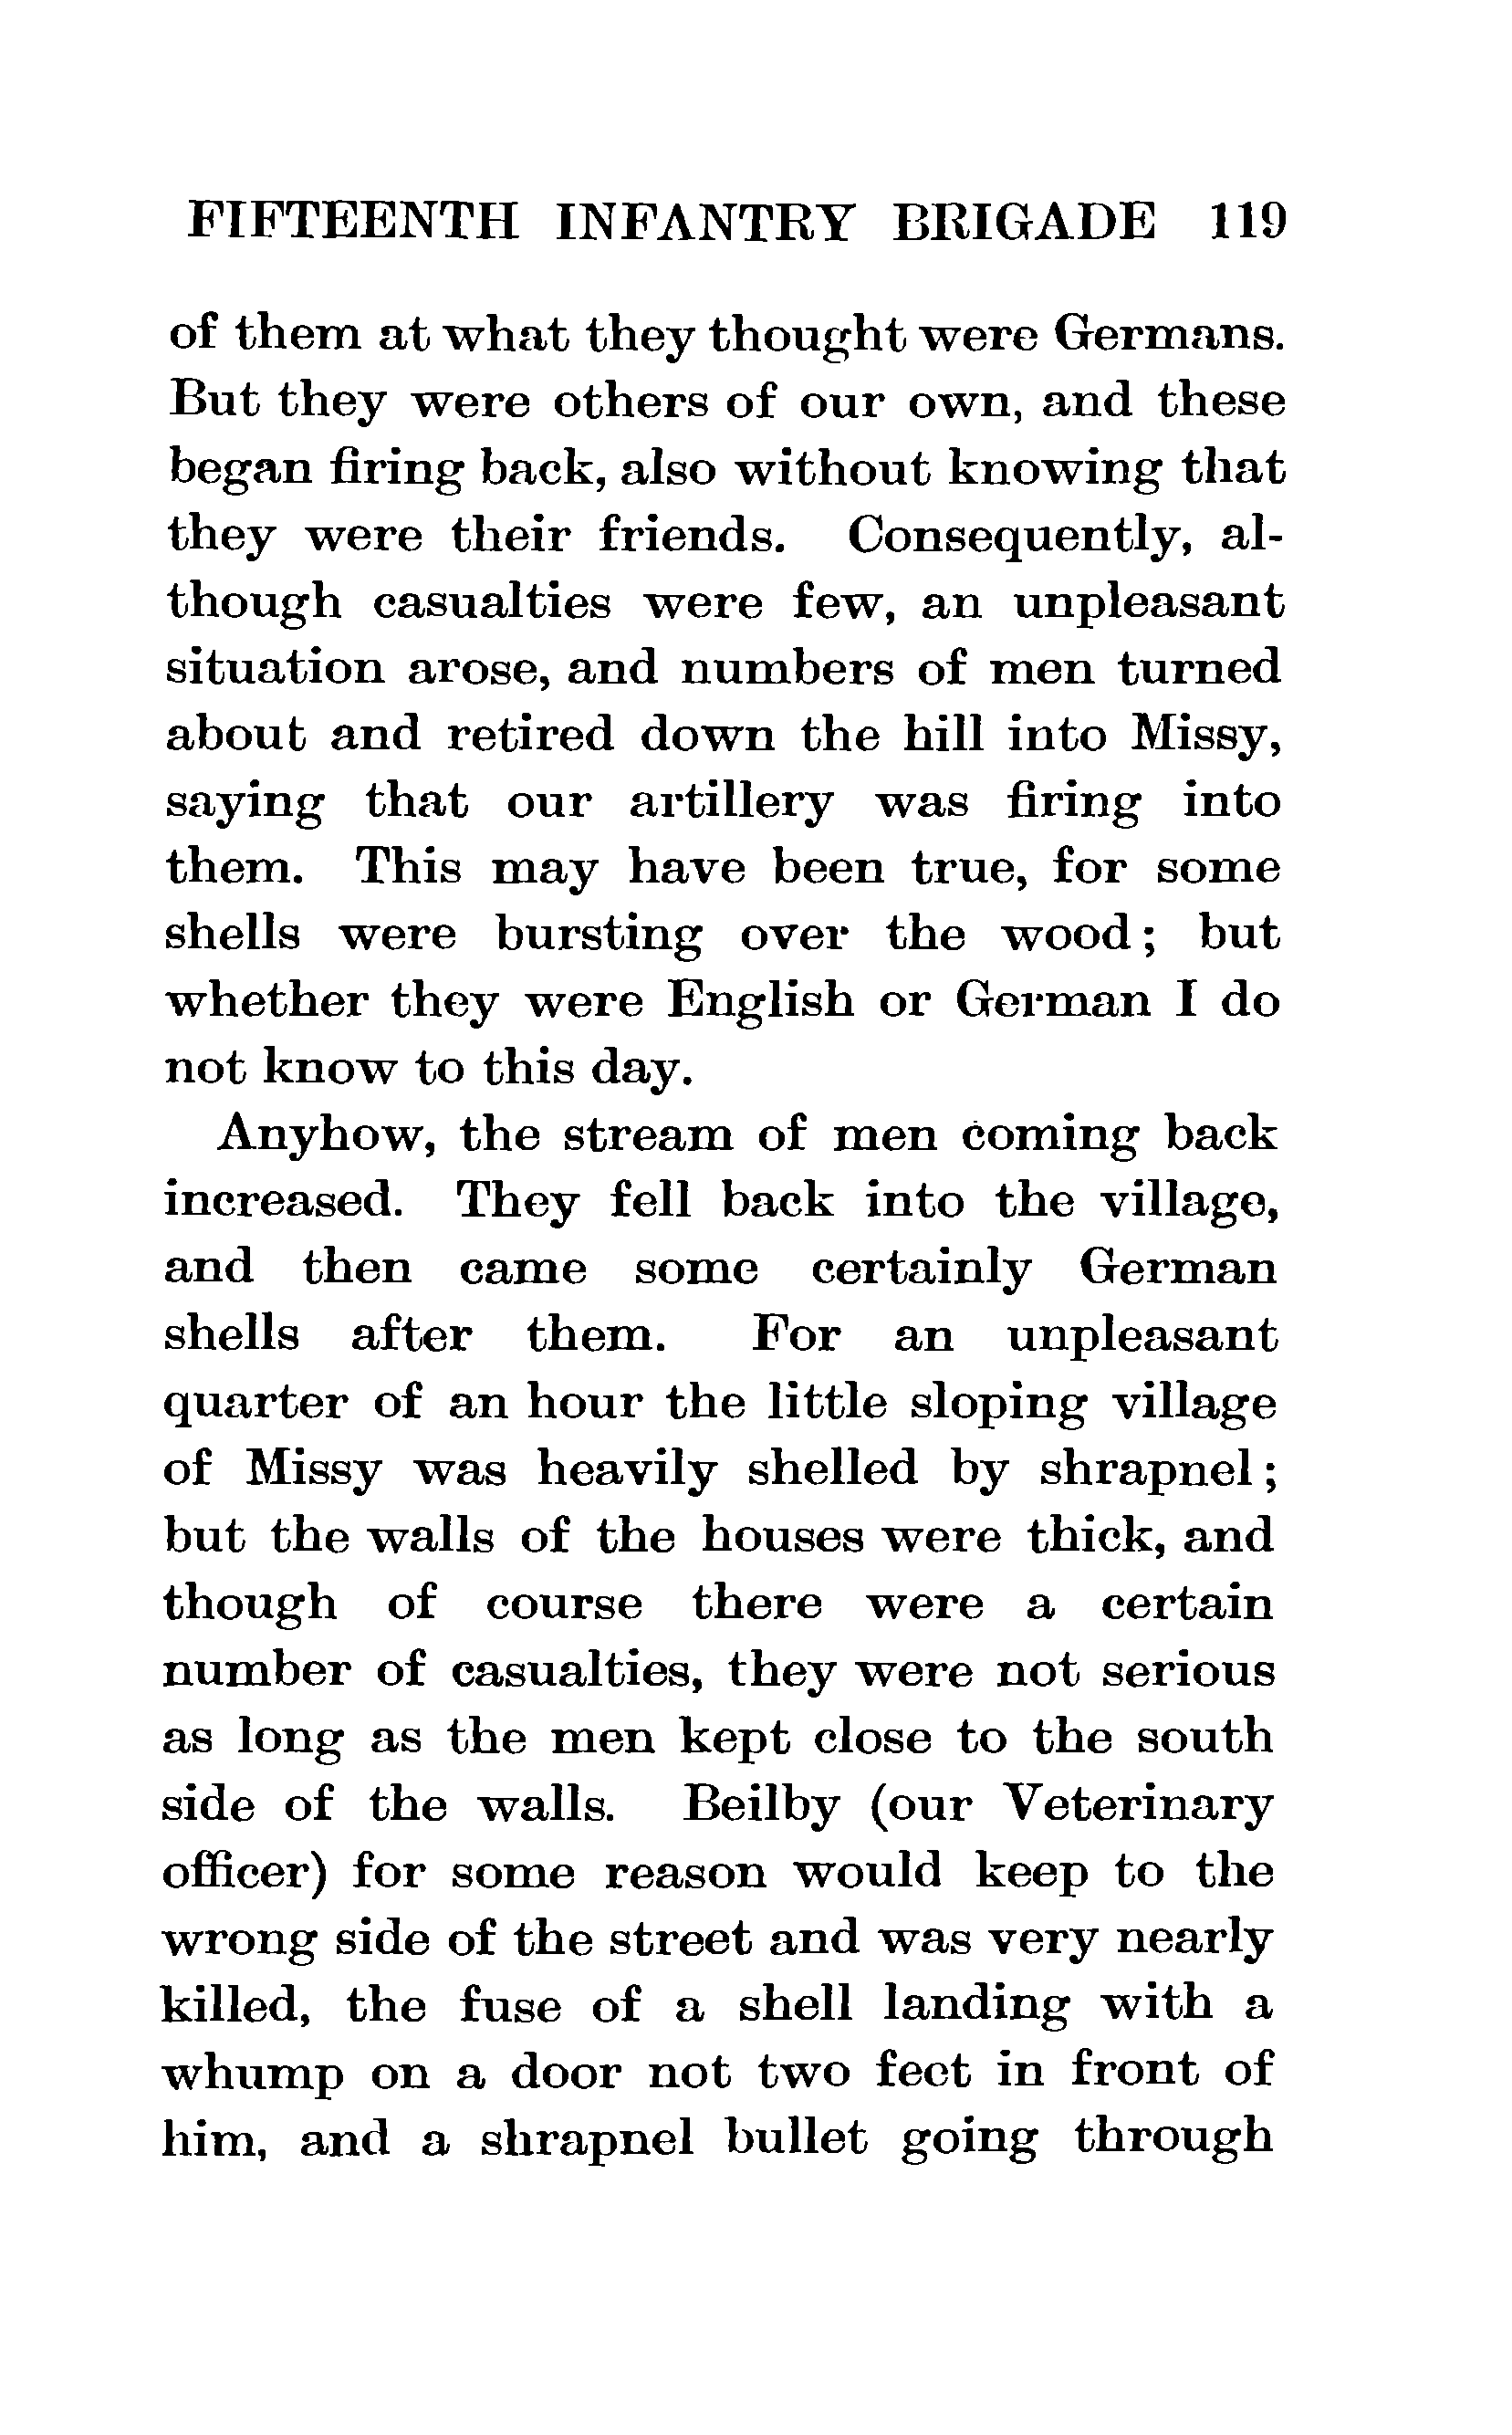 FIFTEENTH INFANTRY BRIGADE 119
of them at what they thought were Germans.
But they were others of our own, and these
began firing back, also without knowing that
they were their friends. Consequently, al-
though casualties were few, an unpleasant
situation arose, and numbers of men turned
about and retired down the hill into Missy,
saying that our artillery was firing into
them. This may have been true, for some
shells were bursting over the wood; but
whether they were English or German I do
not know to this day.
Anyhow, the stream of men coming back
increased. They fell back into the village,
and then came some certainly German
shells after them. For an unpleasant
quarter of an hour the little sloping village
of Missy was heavily shelled by shrapnel;
but the walls of the houses were thick, and
though of course there were a certain
number of casualties, they were not serious
as long as the men kept close to the south
side of the walls. Beilby (our Veterinary
officer) for some reason would keep to the
wrong side of the street and was very nearly
killed, the fuse of a shell landing with a
whump on a door not two feet in front of
him, and a shrapnel bullet going through